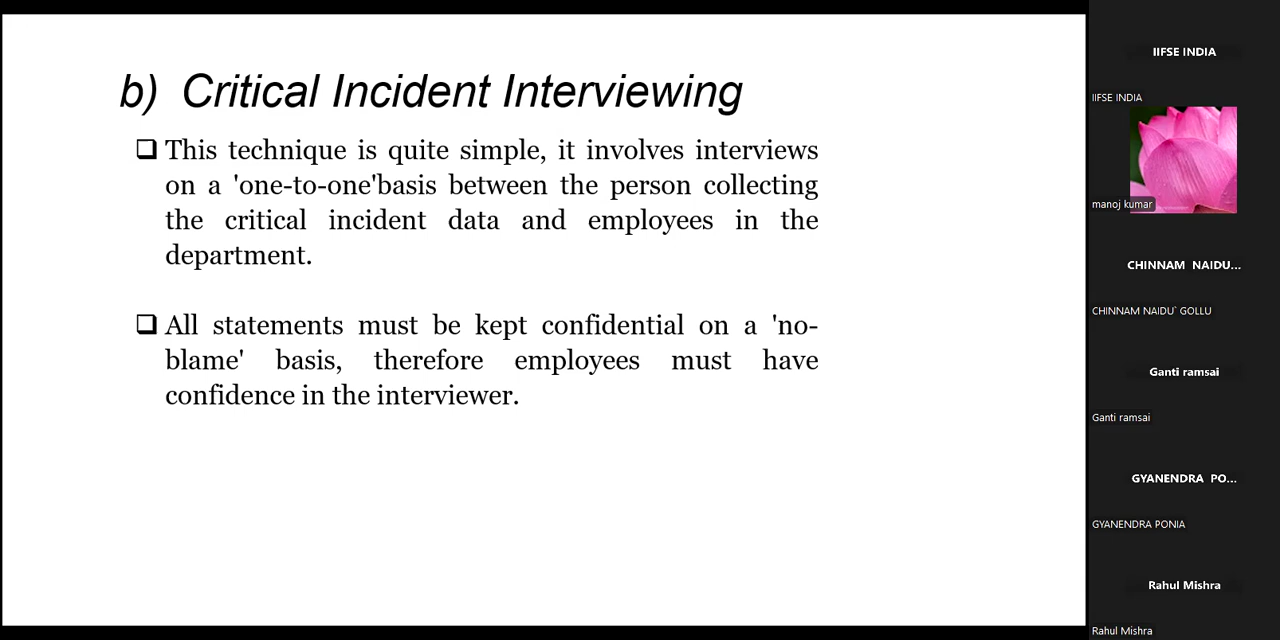 b) Critical Incident Interviewing
This technique is quite simple, it involves interviews
on a 'one-to-one'basis between the person collecting
the critical incident data and employees in the
department.
All statements must be kept confidential on a 'no-
blame' basis, therefore employees must have
confidence in the interviewer.
IIFSE INDIA
IIFSE INDIA
manoj kumar
CHINNAM NAIDU...
CHINNAM NAIDU` GOLLU
Ganti ramsai
Ganti ramsai
GYANENDRA PO...
GYANENDRA PONIA
Rahul Mishra
Rahul Mishra